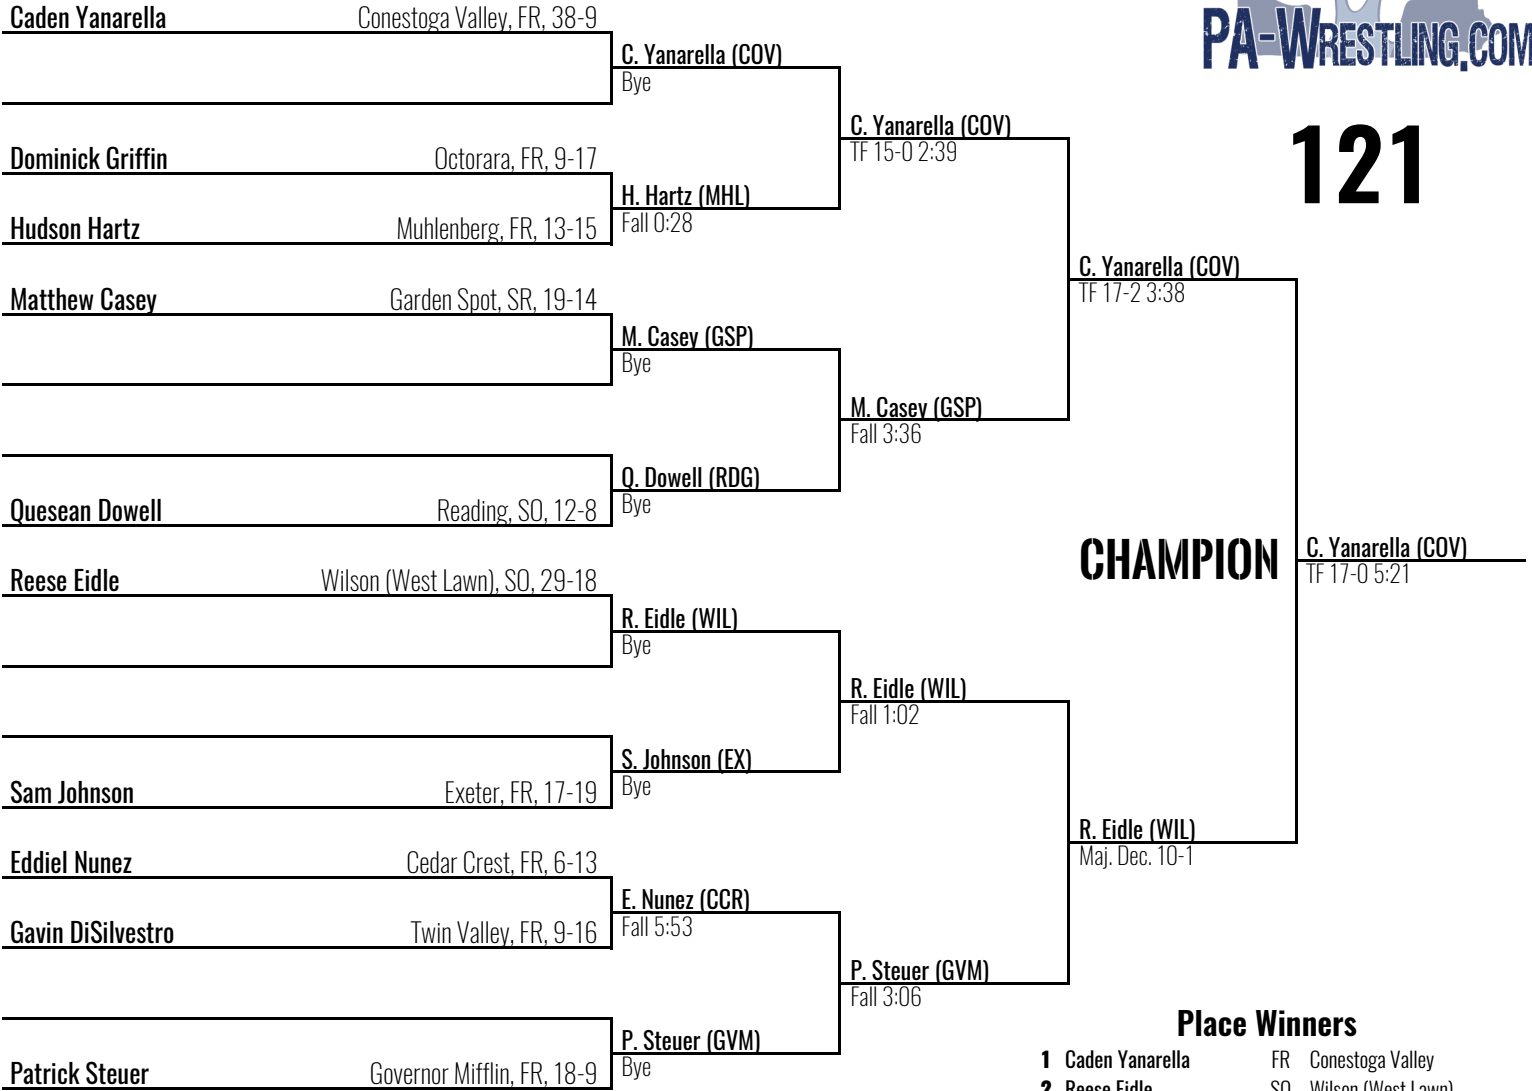 Caden Yanarella Conestoga Valley, FR, 38-9
C. Yanarella (COV)
Bye
Dominick Griffin Octorara, FR, 9-17
H. Hartz (MHL)
Fall 0:28
Hudson Hartz Muhlenberg, FR, 13-15
C. Yanarella (COV)
TF 15-0 2:39
Matthew Casey Garden Spot, SR, 19-14
M. Casey (GSP)
Bye
Q. Dowell (RDG)
Bye
Quesean Dowell Reading, SO, 12-8
M. Casey (GSP)
Fall 3:36
C. Yanarella (COV)
TF 17-2 3:38
Reese Eidle Wilson (West Lawn), SO, 29-18
R. Eidle (WIL)
Bye
S. Johnson (EX)
Bye
Sam Johnson Exeter, FR, 17-19
R. Eidle (WIL)
Fall 1:02
Eddiel Nunez Cedar Crest, FR, 6-13
E. Nunez (CCR)
Fall 5:53
Gavin DiSilvestro Twin Valley, FR, 9-16
P. Steuer (GVM)
Bye
Patrick Steuer Governor Mifflin, FR, 18-9
P. Steuer (GVM)
Fall 3:06
R. Eidle (WIL)
Maj. Dec. 10-1
CHAMPION
C. Yanarella (COV)
TF 17-0 5:21
PA-WRESTLING.COM
121
Place Winners
1 Caden Yanarella FR Conestoga Valley
2 Reese Eidle SO Wilson (West Lawn)